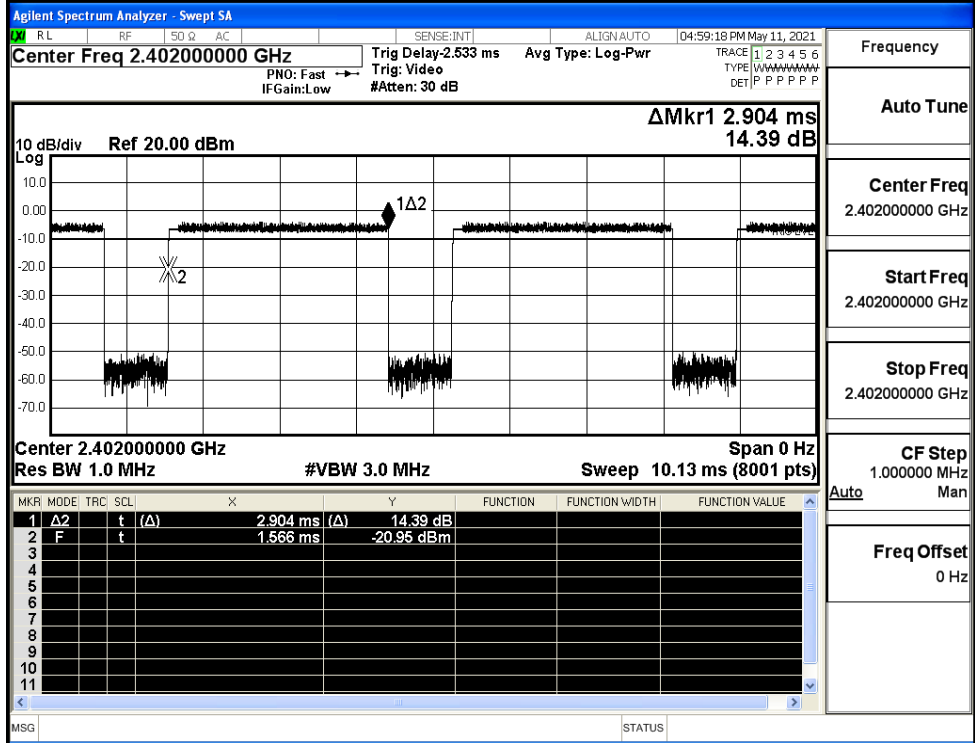 Agilent Spectrum Analyzer - Swept SA
LXI RL RF 50 Ω AC SENSE:INT ALIGN AUTO 04:59:18 PM May 11, 2021
Center Freq 2.402000000 GHz
PNO: Fast
IFGain:Low
Trig Delay-2.533 ms
Trig: Video
#Atten: 30 dB
Avg Type: Log-Pwr
TRACE 1 2 3 4 5 6
TYPE WWWWWW
DET P P P P P P
ΔMkr1 2.904 ms
14.39 dB
10 dB/div Ref 20.00 dBm
Log
10.0
0.00
-10.0
-20.0
-30.0
-40.0
-50.0
-60.0
-70.0
1Δ2
2
Center 2.402000000 GHz Span 0 Hz
Res BW 1.0 MHz #VBW 3.0 MHz Sweep 10.13 ms (8001 pts)
MKR MODE TRC SCL X Y FUNCTION FUNCTION WIDTH FUNCTION VALUE
1 Δ2 t (Δ) 2.904 ms (Δ) 14.39 dB
2 F t 1.566 ms -20.95 dBm
3
4
5
6
7
8
9
10
11
MSG STATUS
Frequency
Auto Tune
Center Freq
2.402000000 GHz
Start Freq
2.402000000 GHz
Stop Freq
2.402000000 GHz
CF Step
1.000000 MHz
Auto Man
Freq Offset
0 Hz